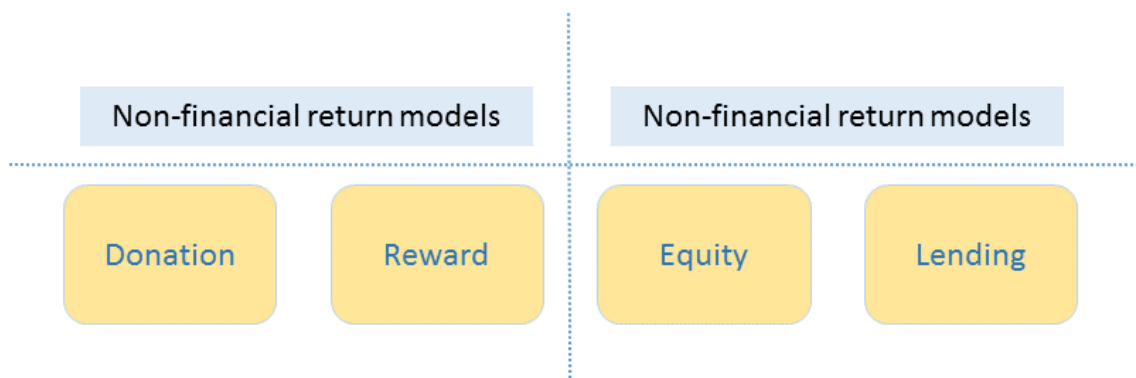 Non-financial return models
Non-financial return models
Donation
Reward
Equity
Lending